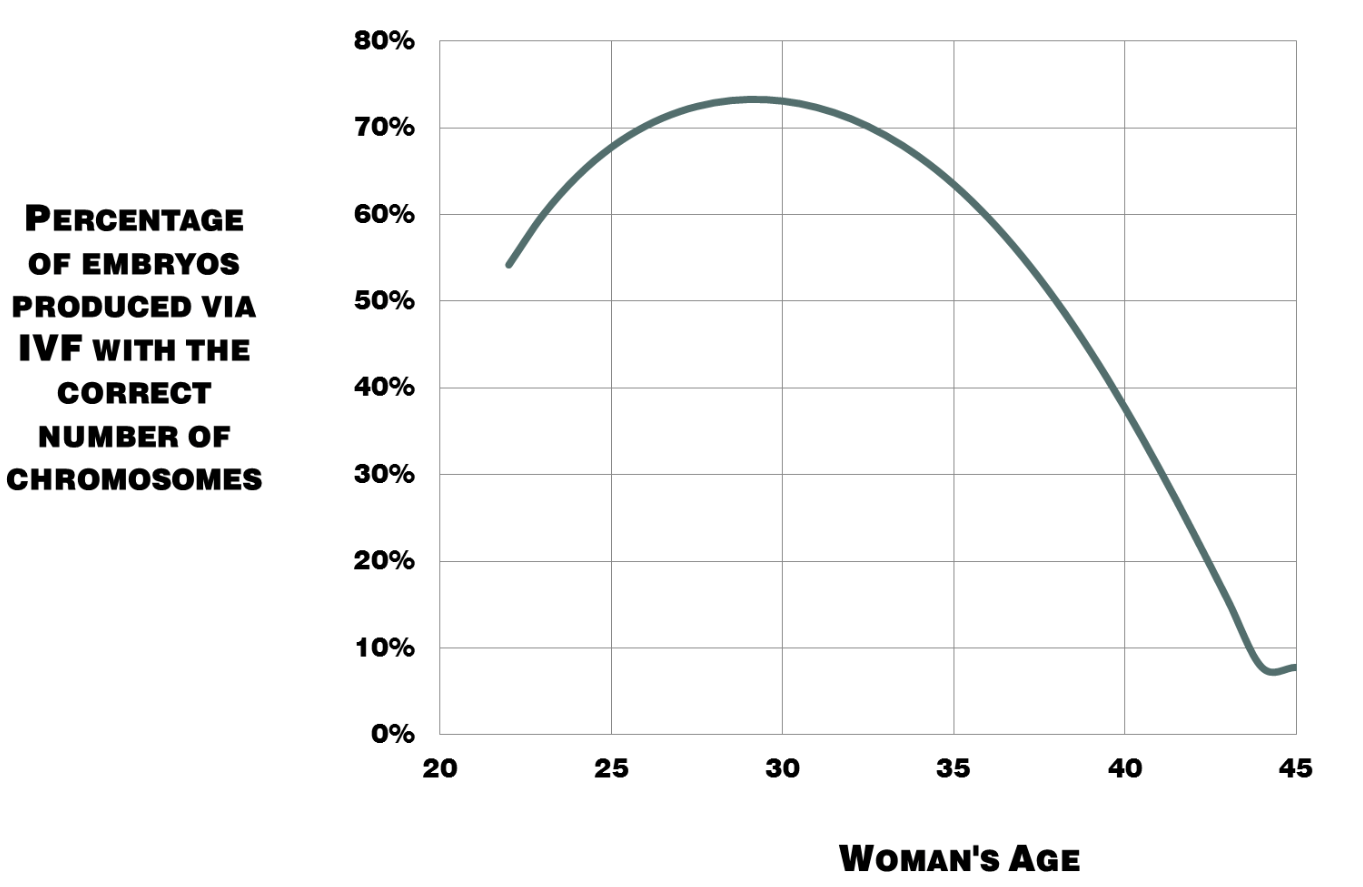 80%
70%
60%
50%
40%
30%
20%
10%
0%
PERCENTAGE
OF EMBRYOS
PRODUCED VIA
IVF WITH THE
CORRECT
NUMBER OF
CHROMOSOMES
20 25 30 35 40 45
WOMAN'S AGE